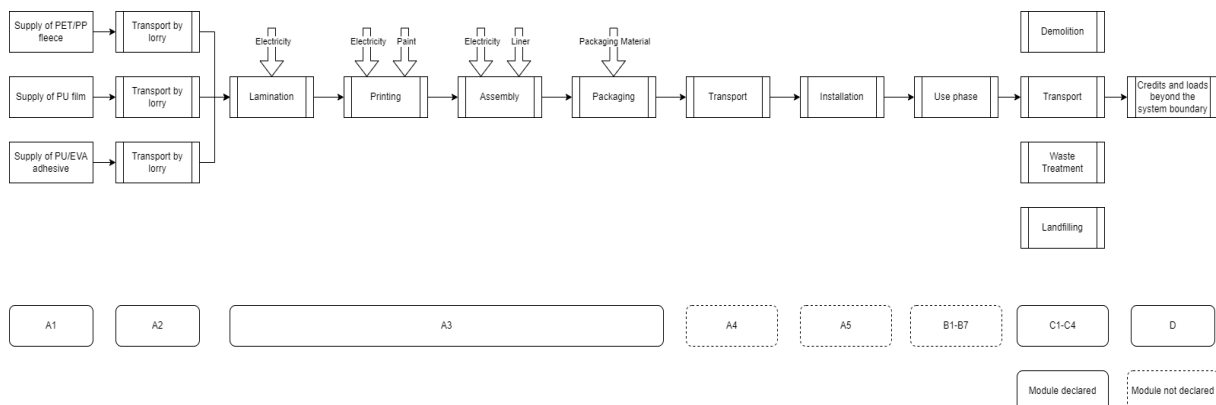 Supply of PET/PP
fleece
Transport by
lorry
Demolition
Electricity
Electricity
Paint
Electricity
Liner
Packaging Material
Supply of PU film
Transport by
lorry
Lamination
Printing
Assembly
Packaging
Transport
Installation
Use phase
Transport
Credits and loads
beyond the
system boundary
Supply of PU/EVA
adhesive
Transport by
lorry
Waste
Treatment
Landfilling
A1
A2
A3
A4
A5
B1-B7
C1-C4
D
Module declared
Module not declared